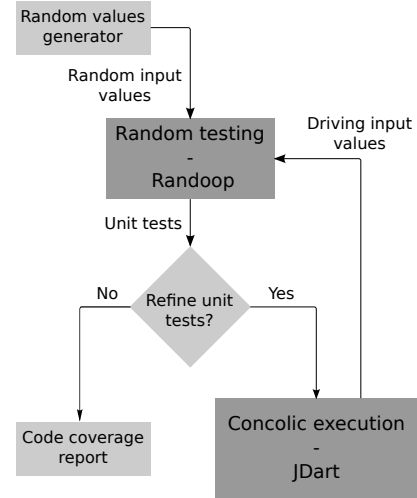 Random values
generator
Random input
values
Random testing
-
Randoop
Driving input
values
Unit tests
Refine unit
tests?
No
Yes
Code coverage
report
Concolic execution
-
JDart